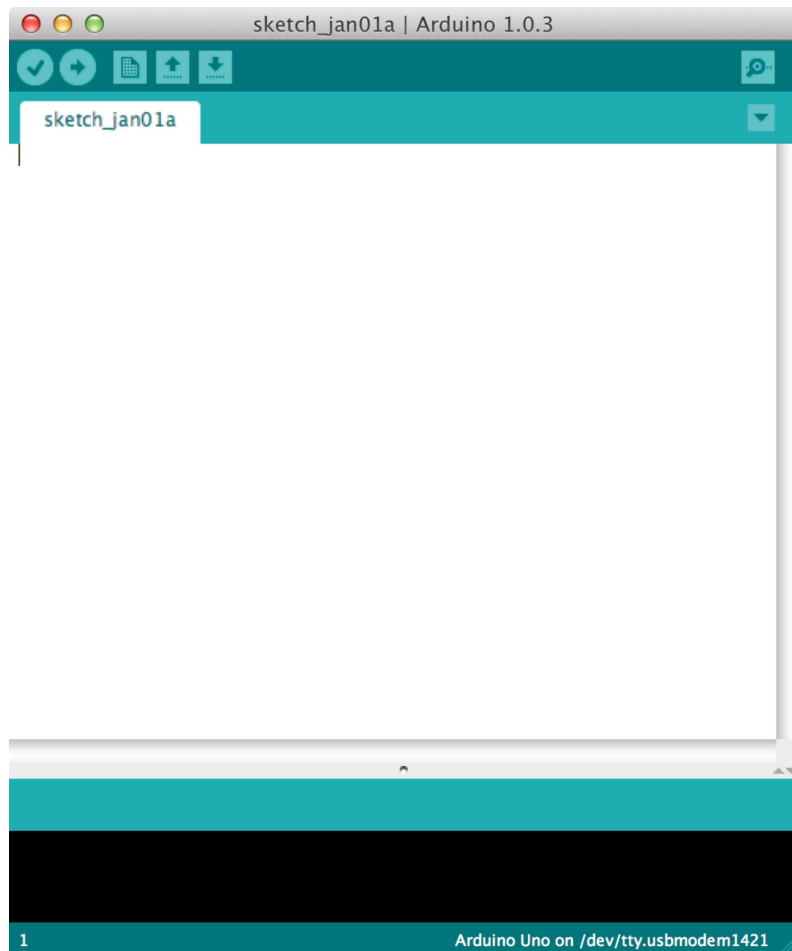 sketch_jan01a | Arduino 1.0.3
sketch_jan01a
1 Arduino Uno on /dev/tty.usbmodem1421